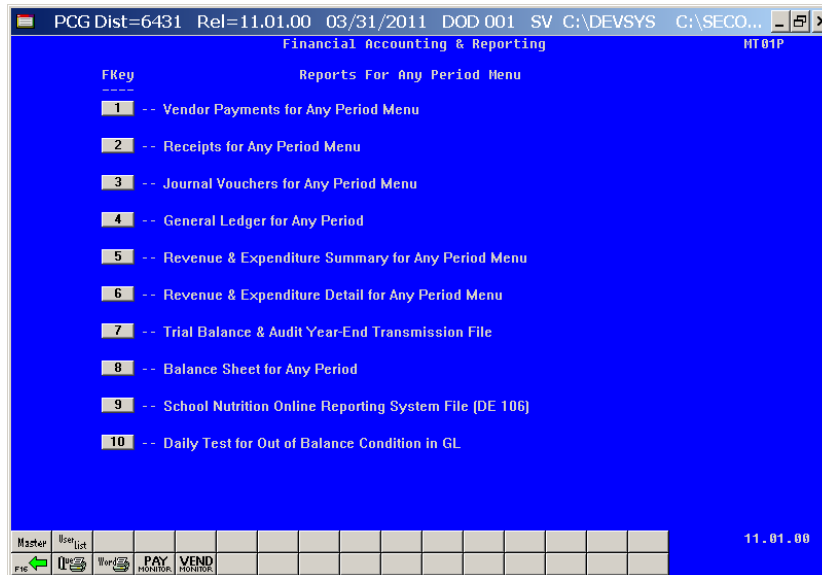 PCG Dist=6431 Rel=11.01.00 03/31/2011 DOD 001 SV C:\DEVSYS C:\SECO...
Financial Accounting & Reporting MT01P
FKey Reports For Any Period Menu
----
1 -- Vendor Payments for Any Period Menu
2 -- Receipts for Any Period Menu
3 -- Journal Vouchers for Any Period Menu
4 -- General Ledger for Any Period
5 -- Revenue & Expenditure Summary for Any Period Menu
6 -- Revenue & Expenditure Detail for Any Period Menu
7 -- Trial Balance & Audit Year-End Transmission File
8 -- Balance Sheet for Any Period
9 -- School Nutrition Online Reporting System File (DE 106)
10 -- Daily Test for Out of Balance Condition in GL
Master User list 11.01.00
F16 Que Word PAY MONITOR VEND MONITOR